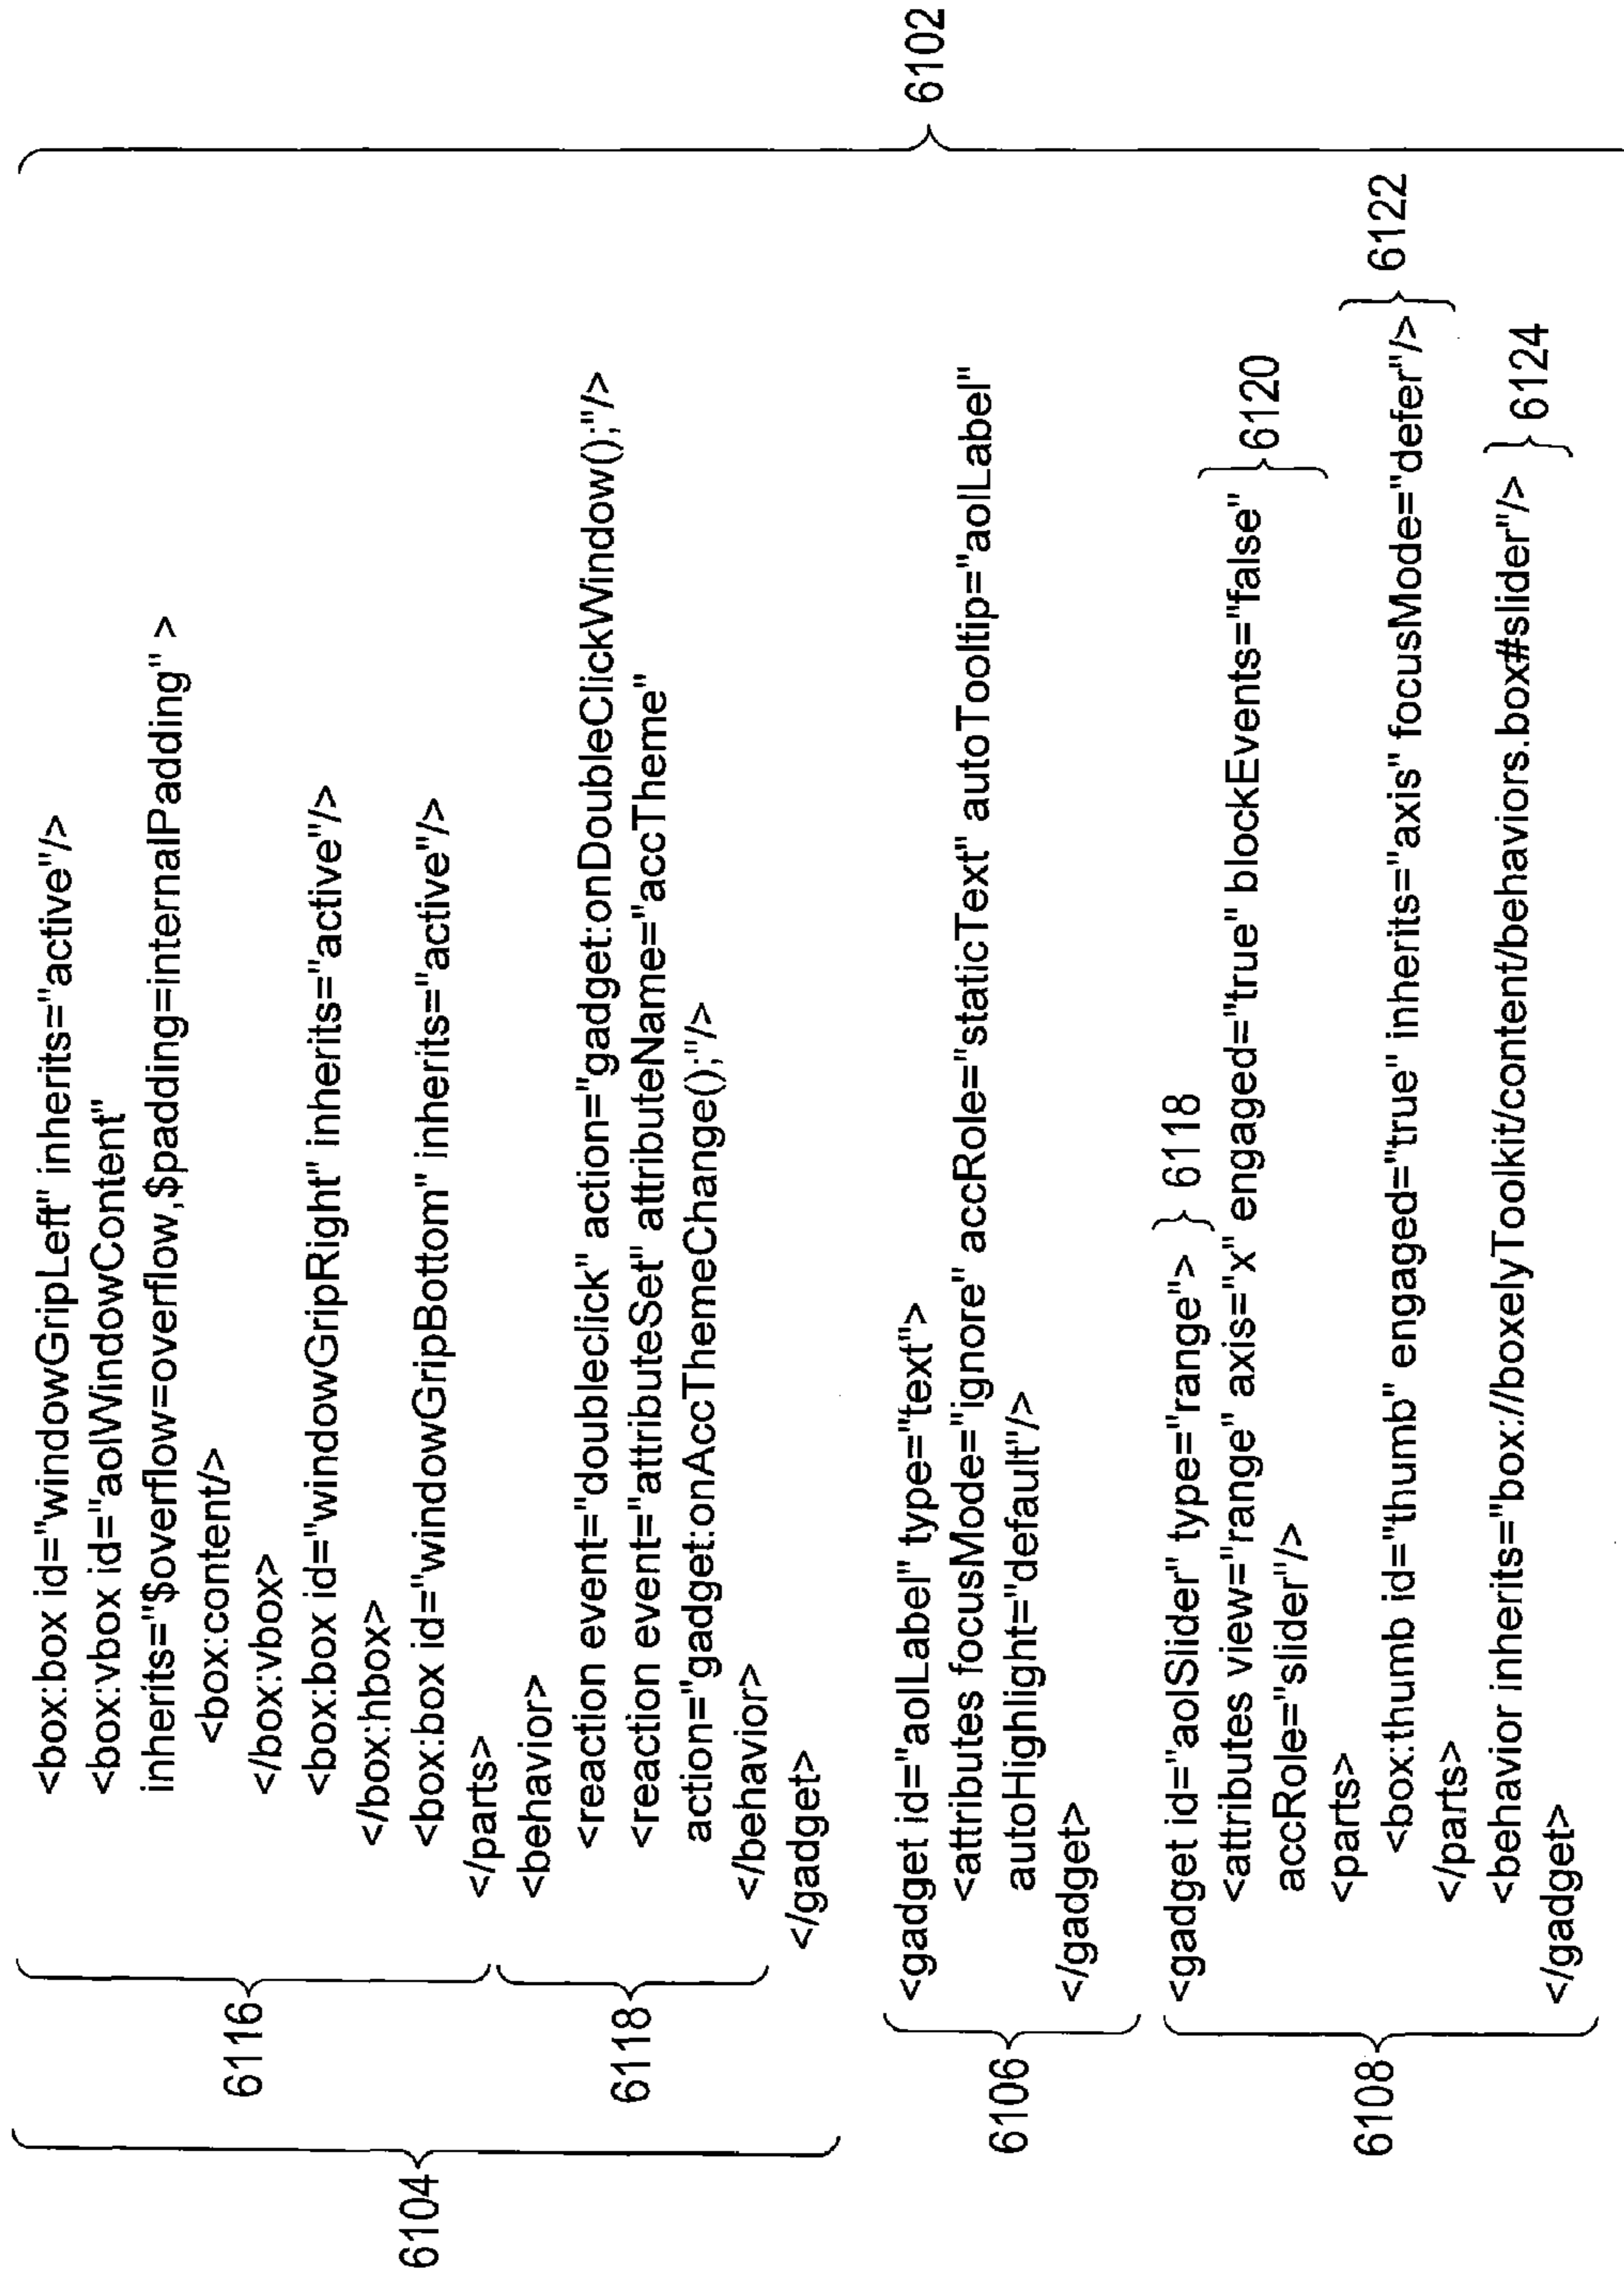 <box:box id="windowGripLeft" inherits="active"/>
<box:vbox id="aolWindowContent"
inherits="$overflow=overflow,$padding=internalPadding" >
<box:content/>
</box:vbox>
<box:box id="windowGripRight" inherits="active"/>
</box:hbox>
<box:box id="windowGripBottom" inherits="active"/>
</parts>
6116
<behavior>
<reaction event="doubleclick" action="gadget:onDoubleClickWindow();"/>
<reaction event="attributeSet" attributeName="accTheme"
action="gadget:onAccThemeChange();"/>
</behavior>
6118
</gadget>
6104
<gadget id="aolLabel" type="text">
<attributes focusMode="ignore" accRole="staticText" autoTooltip="aolLabel"
autoHighlight="default"/>
</gadget>
6106
<gadget id="aolSlider" type="range"> 6118
<attributes view="range" axis="x" engaged="true" blockEvents="false"
accRole="slider"/>
6120
<parts>
<box:thumb id="thumb" engaged="true" inherits="axis" focusMode="defer"/>
</parts>
6122
<behavior inherits="box://boxelyToolkit/content/behaviors.box#slider"/> 6124
</gadget>
6108
6102